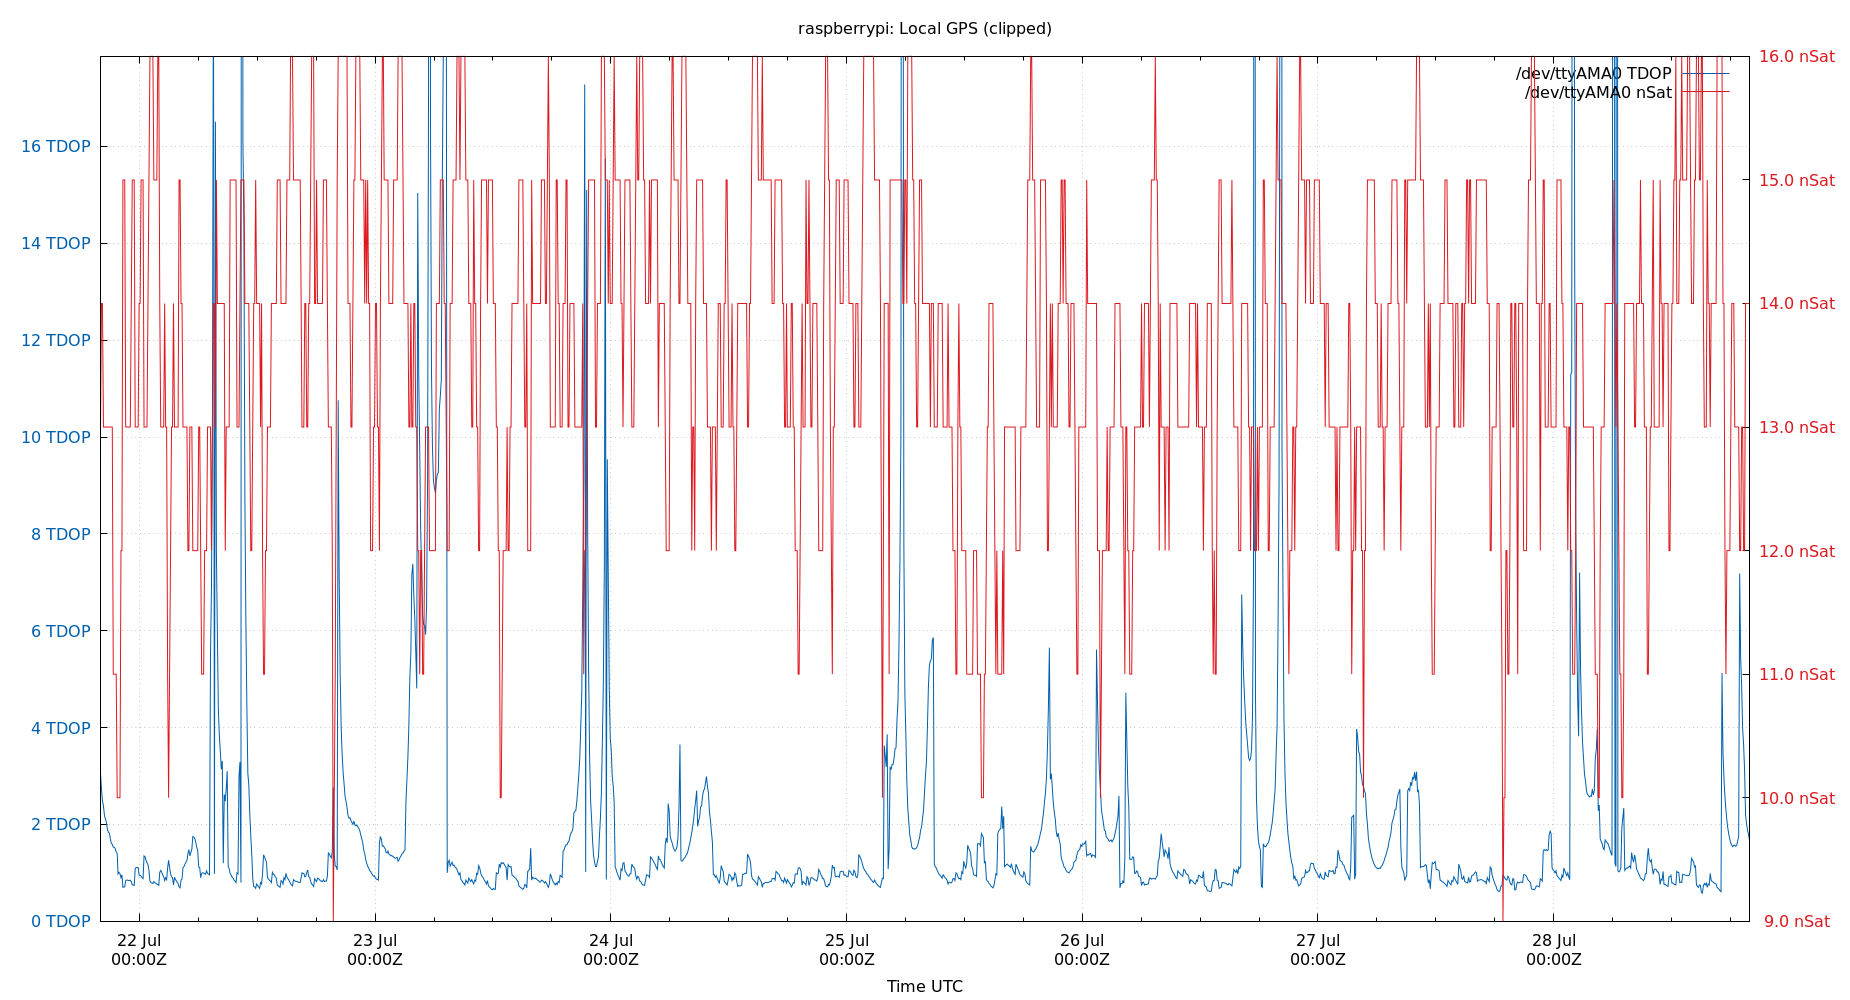 raspberrypi: Local GPS (clipped)
/dev/ttyAMA0 TDOP
/dev/ttyAMA0 nSat
16 TDOP
14 TDOP
12 TDOP
10 TDOP
8 TDOP
6 TDOP
4 TDOP
2 TDOP
0 TDOP
16.0 nSat
15.0 nSat
14.0 nSat
13.0 nSat
12.0 nSat
11.0 nSat
10.0 nSat
9.0 nSat
22 Jul
00:00Z
23 Jul
00:00Z
24 Jul
00:00Z
25 Jul
00:00Z
26 Jul
00:00Z
27 Jul
00:00Z
28 Jul
00:00Z
Time UTC